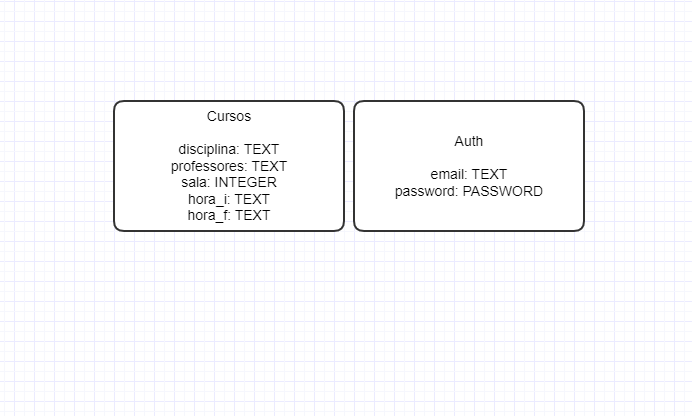 Cursos
disciplina: TEXT
professores: TEXT
sala: INTEGER
hora_i: TEXT
hora_f: TEXT
Auth
email: TEXT
password: PASSWORD